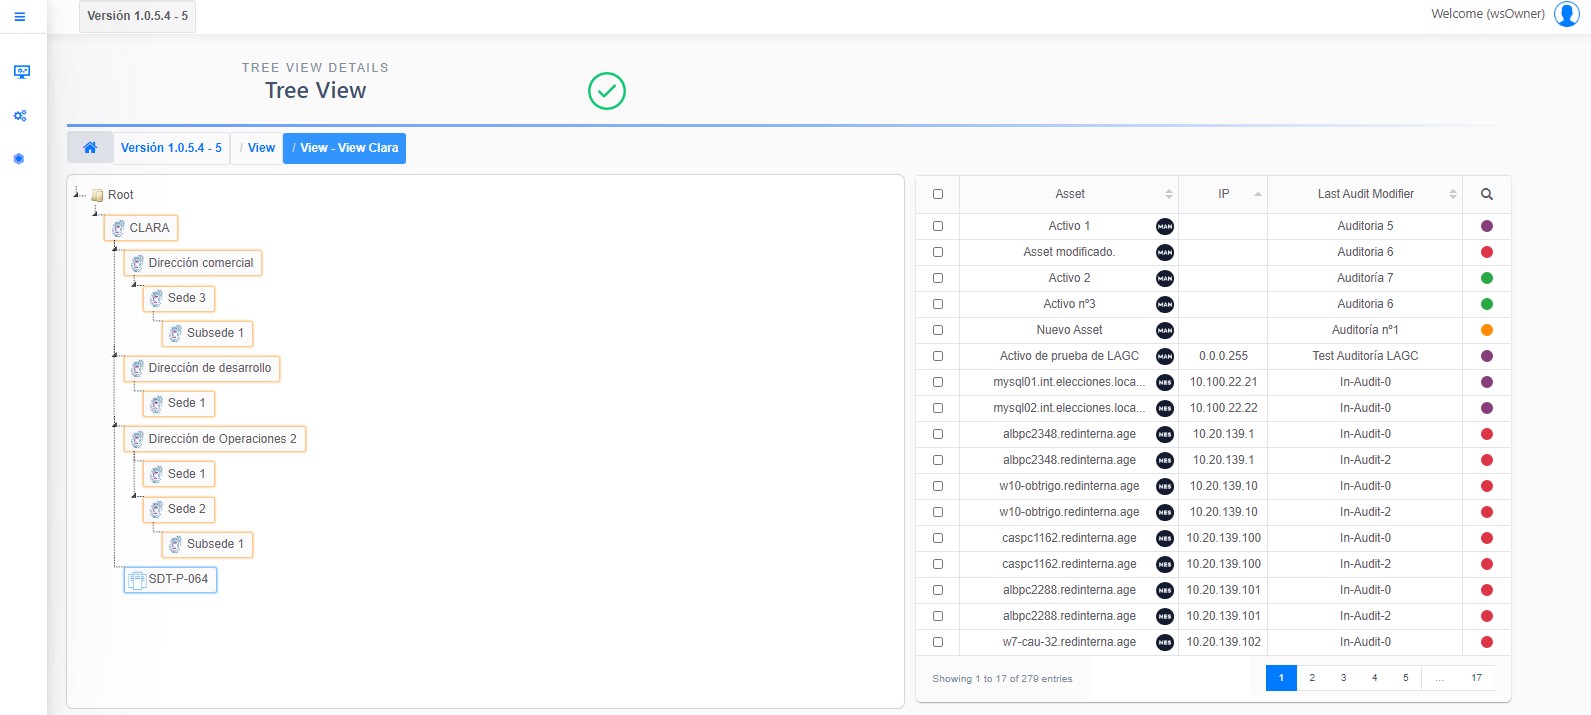 Versión 1.0.5.4 - 5
Welcome (wsOwner)
TREE VIEW DETAILS
Tree View
Versión 1.0.5.4 - 5 / View / View - View Clara
Root
CLARA
Dirección comercial
Sede 3
Subsede 1
Dirección de desarrollo
Sede 1
Dirección de Operaciones 2
Sede 1
Sede 2
Subsede 1
SDT-P-064
Asset IP Last Audit Modifier
Activo 1 MAN Auditoria 5
Asset modificado. MAN Auditoria 6
Activo 2 MAN Auditoría 7
Activo nº3 MAN Auditoria 6
Nuevo Asset MAN Auditoría nº1
Activo de prueba de LAGC MAN 0.0.0.255 Test Auditoría LAGC
mysql01.int.elecciones.loca... NES 10.100.22.21 In-Audit-0
mysql02.int.elecciones.loca... NES 10.100.22.22 In-Audit-0
albpc2348.redinterna.age NES 10.20.139.1 In-Audit-0
albpc2348.redinterna.age NES 10.20.139.1 In-Audit-2
w10-obtrigo.redinterna.age NES 10.20.139.10 In-Audit-0
w10-obtrigo.redinterna.age NES 10.20.139.10 In-Audit-2
caspc1162.redinterna.age NES 10.20.139.100 In-Audit-0
caspc1162.redinterna.age NES 10.20.139.100 In-Audit-2
albpc2288.redinterna.age NES 10.20.139.101 In-Audit-0
albpc2288.redinterna.age NES 10.20.139.101 In-Audit-2
w7-cau-32.redinterna.age NES 10.20.139.102 In-Audit-0
Showing 1 to 17 of 279 entries
1 2 3 4 5 ... 17